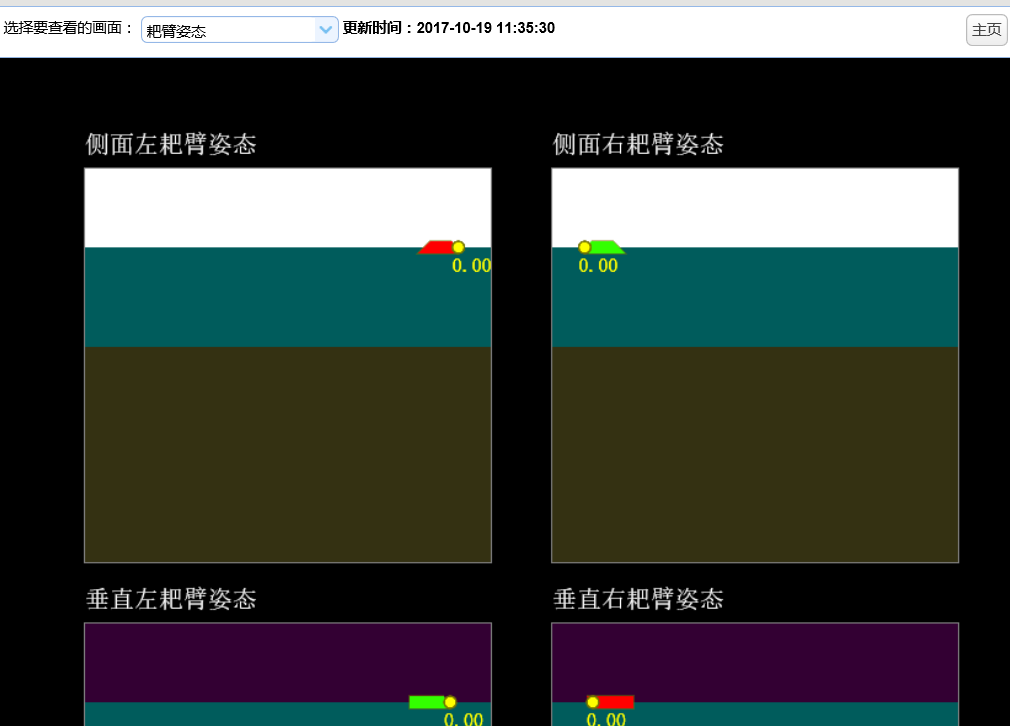 选择要查看的画面： 耙臂姿态 更新时间：2017-10-19 11:35:30 主页
侧面左耙臂姿态 侧面右耙臂姿态
0.00 0.00
垂直左耙臂姿态 垂直右耙臂姿态
0.00 0.00